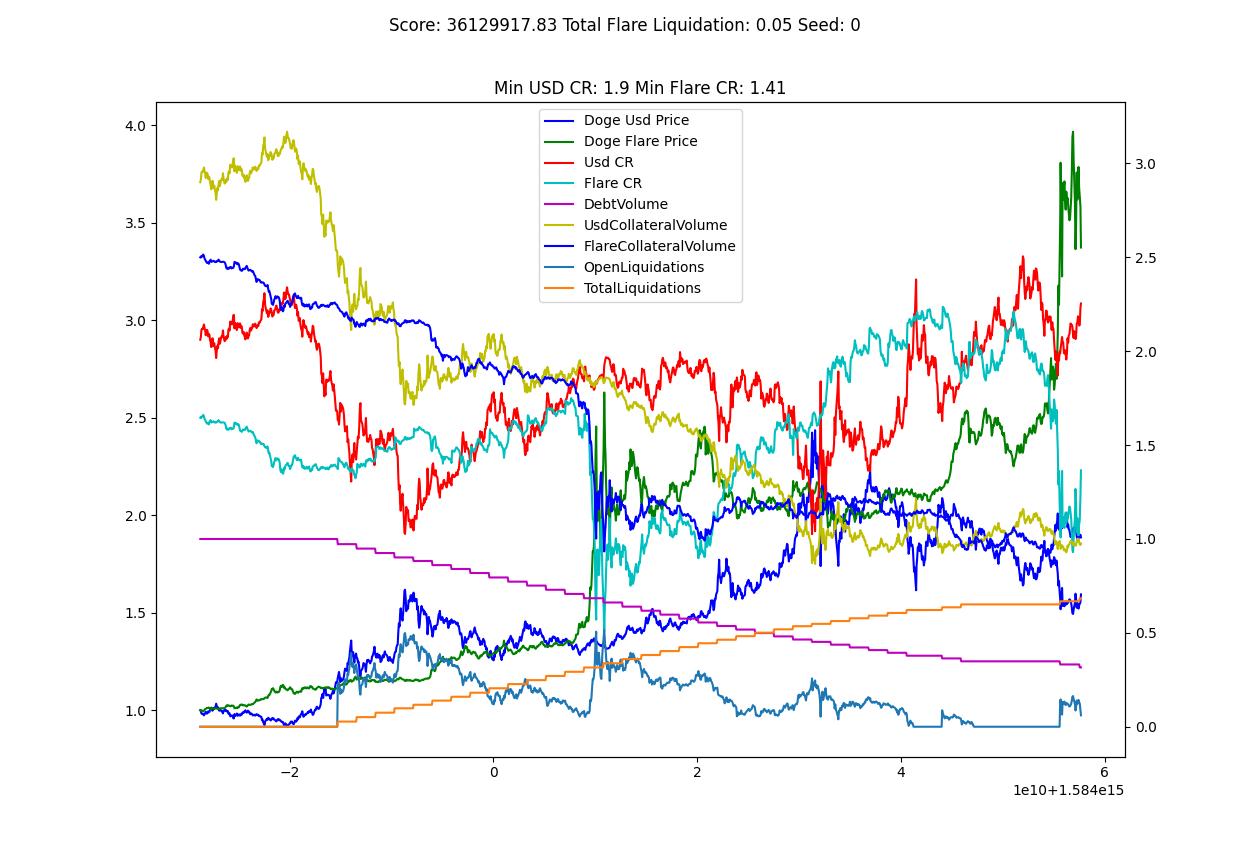 Score: 36129917.83 Total Flare Liquidation: 0.05 Seed: 0
Min USD CR: 1.9 Min Flare CR: 1.41
Doge Usd Price
Doge Flare Price
Usd CR
Flare CR
DebtVolume
UsdCollateralVolume
FlareCollateralVolume
OpenLiquidations
TotalLiquidations
4.0
3.5
3.0
2.5
2.0
1.5
1.0
3.0
2.5
2.0
1.5
1.0
0.5
0.0
−2
0
2
4
6
1e10+1.584e15